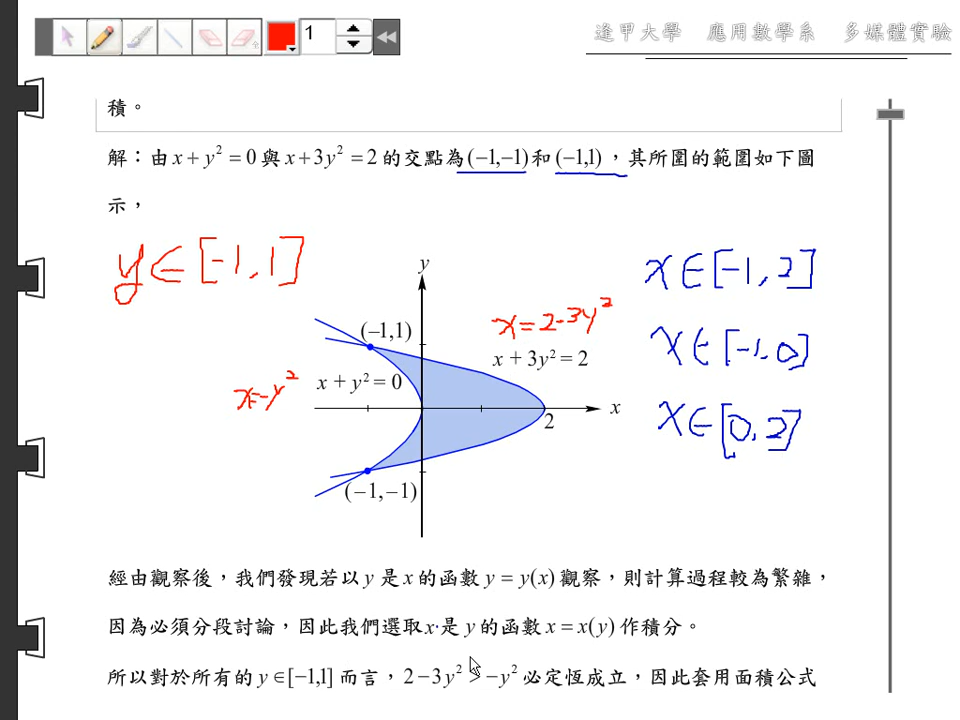 1
逢甲大學 應用數學系 多媒體實驗
積。
解：由 x + y² = 0 與 x + 3y² = 2 的交點為 (−1,−1) 和 (−1,1)，其所圍的範圍如下圖
示，
y∈[-1,1]
x∈[-1,2]
x∈[-1,0]
x∈[0,2]
y
(−1,1)
x=2-3y²
x + 3y² = 2
x + y² = 0
x=-y²
x
2
(−1,−1)
經由觀察後，我們發現若以 y 是 x 的函數 y = y(x) 觀察，則計算過程較為繁雜，
因為必須分段討論，因此我們選取 x 是 y 的函數 x = x(y) 作積分。
所以對於所有的 y ∈[−1,1] 而言，2 − 3y² > −y² 必定恆成立，因此套用面積公式